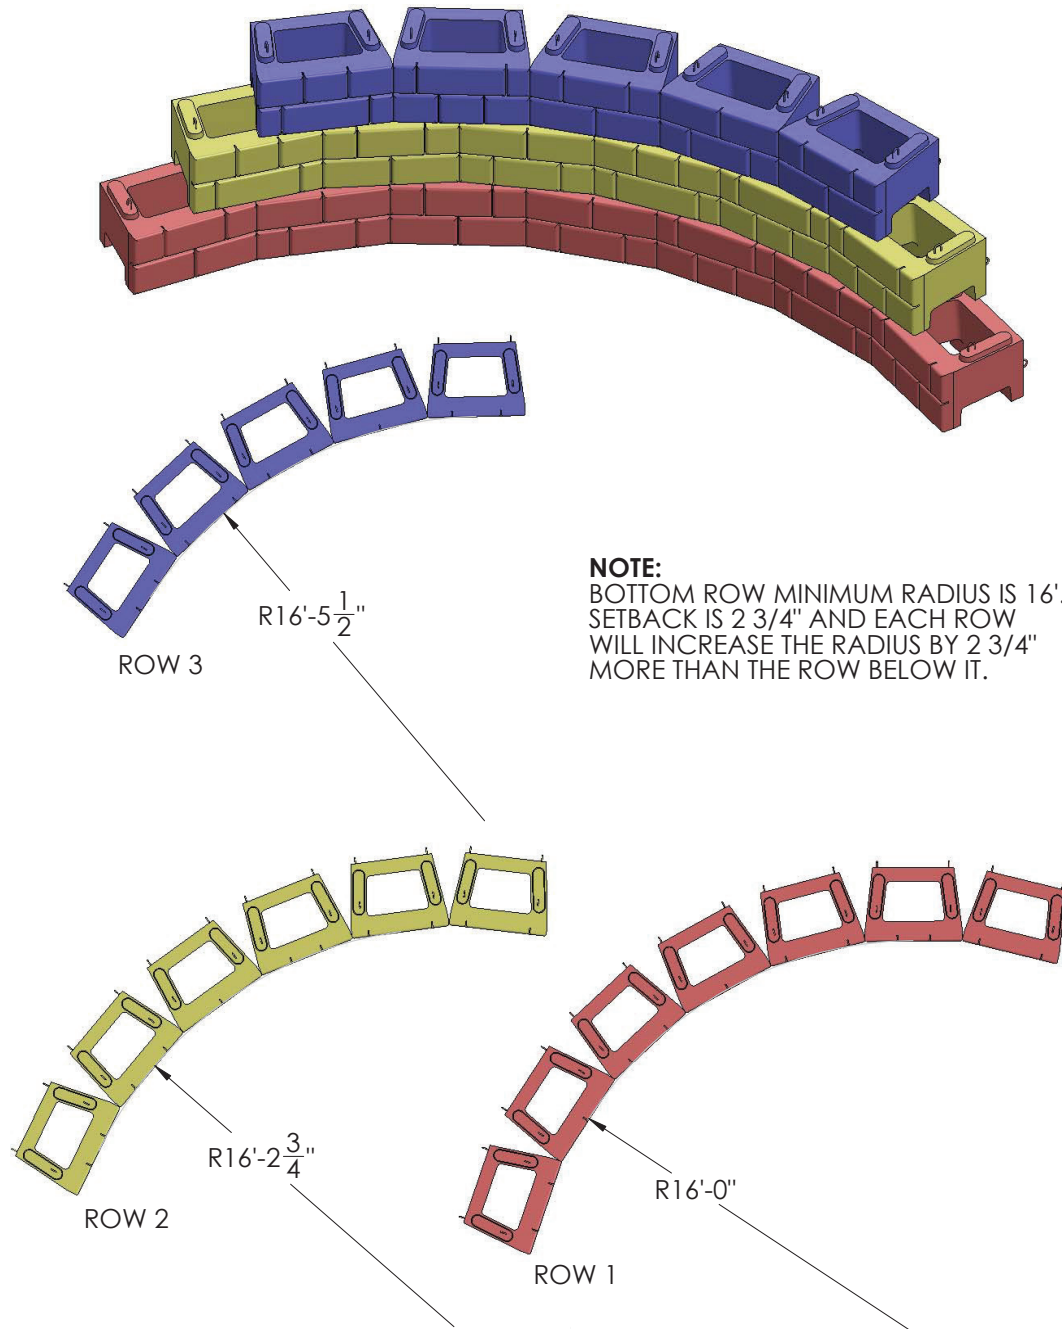 R16'-5 1/2"
ROW 3
NOTE:
BOTTOM ROW MINIMUM RADIUS IS 16'.
SETBACK IS 2 3/4" AND EACH ROW
WILL INCREASE THE RADIUS BY 2 3/4"
MORE THAN THE ROW BELOW IT.
R16'-2 3/4"
ROW 2
R16'-0"
ROW 1